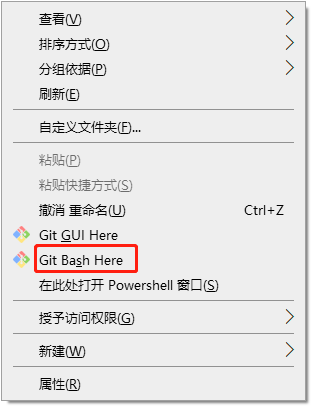 查看(V)
排序方式(O)
分组依据(P)
刷新(E)
自定义文件夹(F)...
粘贴(P)
粘贴快捷方式(S)
撤消 重命名(U) Ctrl+Z
Git GUI Here
Git Bash Here
在此处打开 Powershell 窗口(S)
授予访问权限(G)
新建(W)
属性(R)